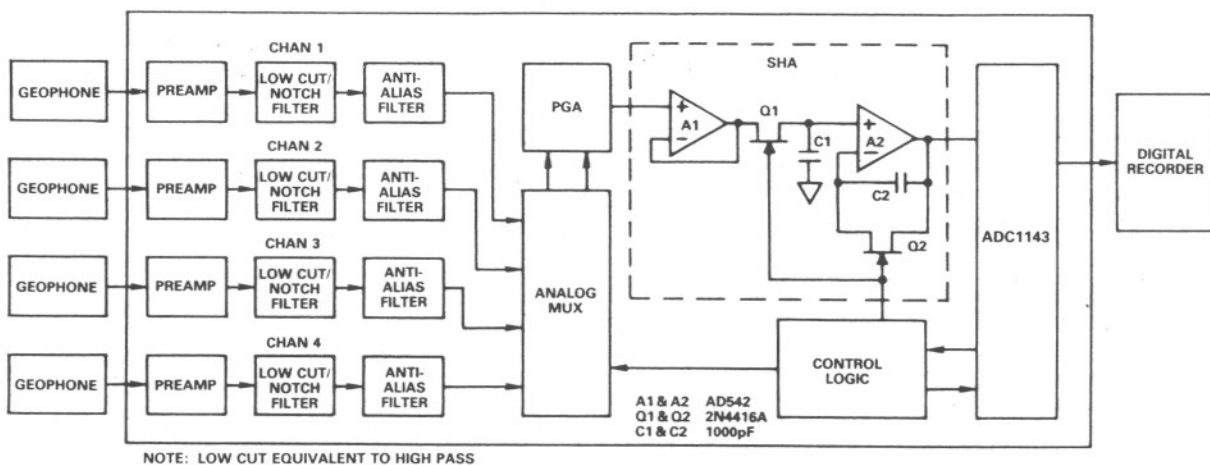 CHAN 1
GEOPHONE
PREAMP
LOW CUT/
NOTCH
FILTER
ANTI-
ALIAS
FILTER
CHAN 2
GEOPHONE
PREAMP
LOW CUT/
NOTCH
FILTER
ANTI-
ALIAS
FILTER
CHAN 3
GEOPHONE
PREAMP
LOW CUT/
NOTCH
FILTER
ANTI-
ALIAS
FILTER
CHAN 4
GEOPHONE
PREAMP
LOW CUT/
NOTCH
FILTER
ANTI-
ALIAS
FILTER
PGA
ANALOG
MUX
SHA
+
A1
−
Q1
C1
+
A2
−
C2
Q2
CONTROL
LOGIC
ADC1143
DIGITAL
RECORDER
A1 & A2 AD542
Q1 & Q2 2N4416A
C1 & C2 1000pF
NOTE: LOW CUT EQUIVALENT TO HIGH PASS